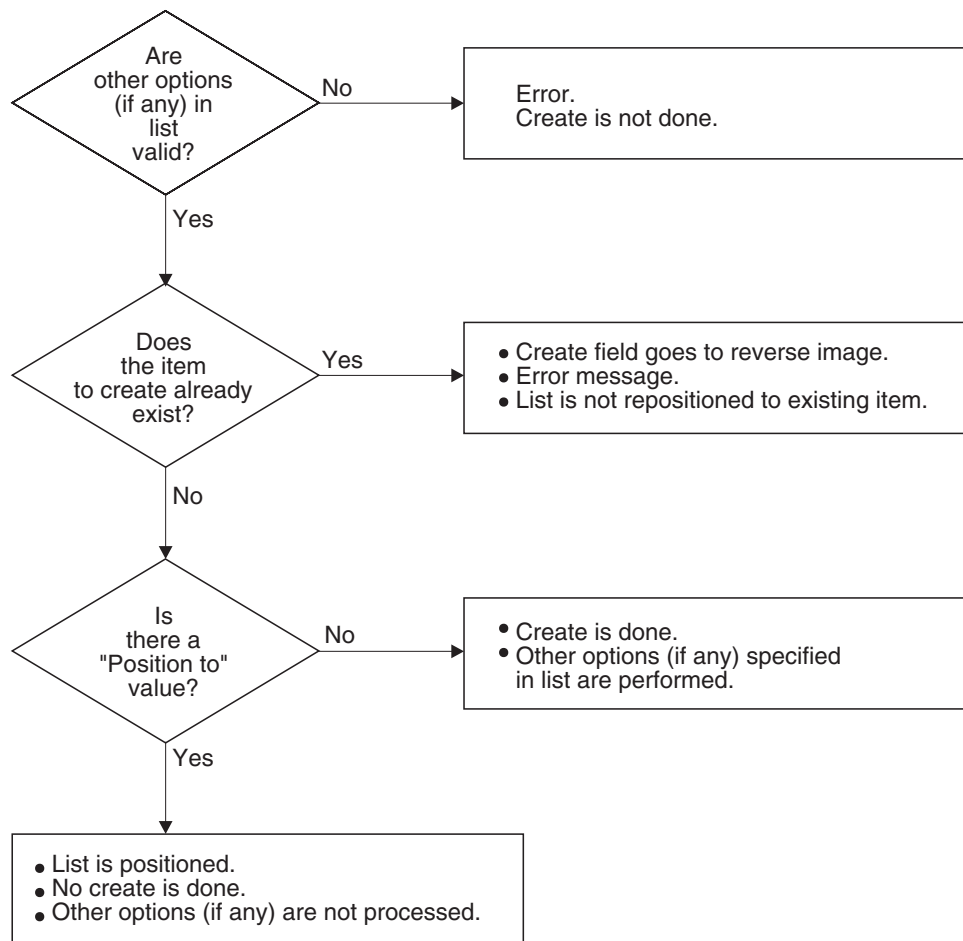 Are
other options
(if any) in
list
valid?
No
Error.
Create is not done.
Yes
Does
the item
to create already
exist?
Yes
• Create field goes to reverse image.
• Error message.
• List is not repositioned to existing item.
No
Is
there a
"Position to"
value?
No
• Create is done.
• Other options (if any) specified
in list are performed.
Yes
• List is positioned.
• No create is done.
• Other options (if any) are not processed.